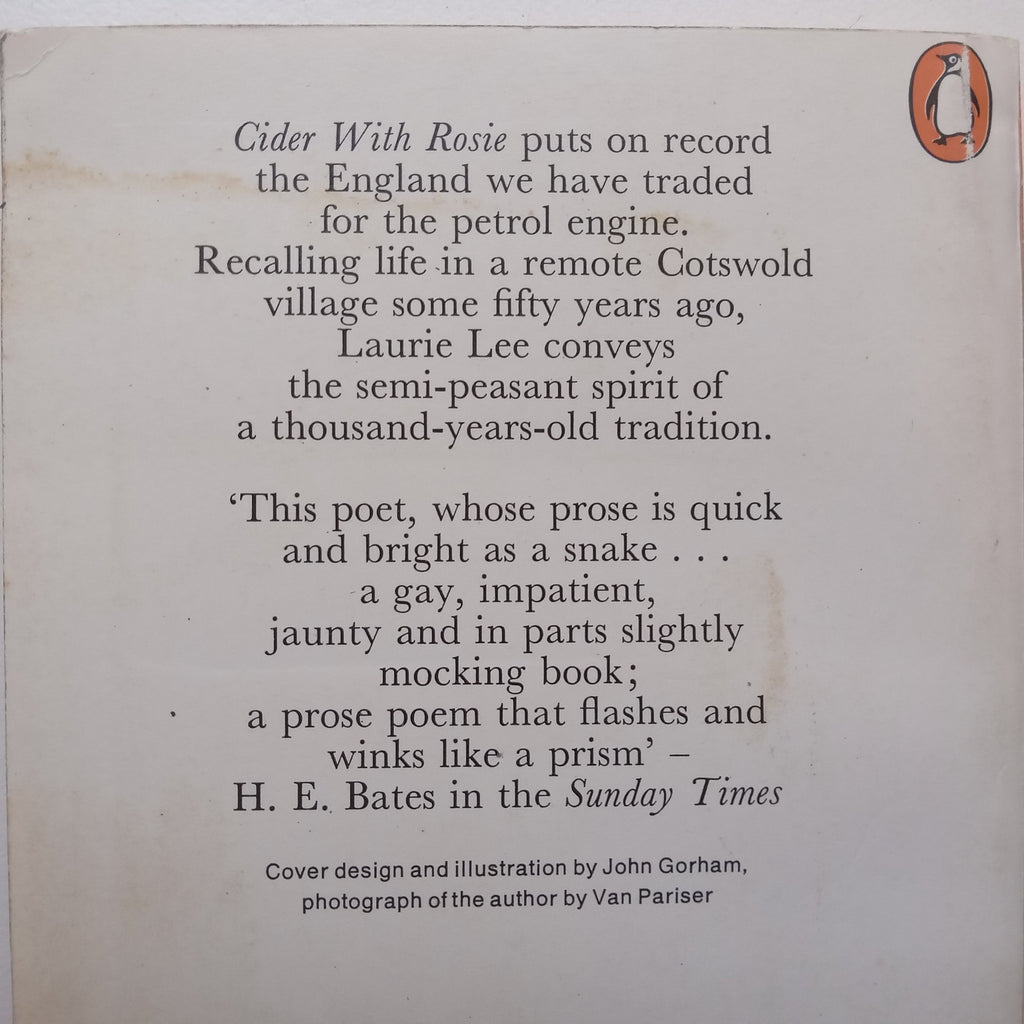 Cider With Rosie puts on record
the England we have traded
for the petrol engine.
Recalling life in a remote Cotswold
village some fifty years ago,
Laurie Lee conveys
the semi-peasant spirit of
a thousand-years-old tradition.
‘This poet, whose prose is quick
and bright as a snake . . .
a gay, impatient,
jaunty and in parts slightly
mocking book;
a prose poem that flashes and
winks like a prism’ –
H. E. Bates in the Sunday Times
Cover design and illustration by John Gorham,
photograph of the author by Van Pariser